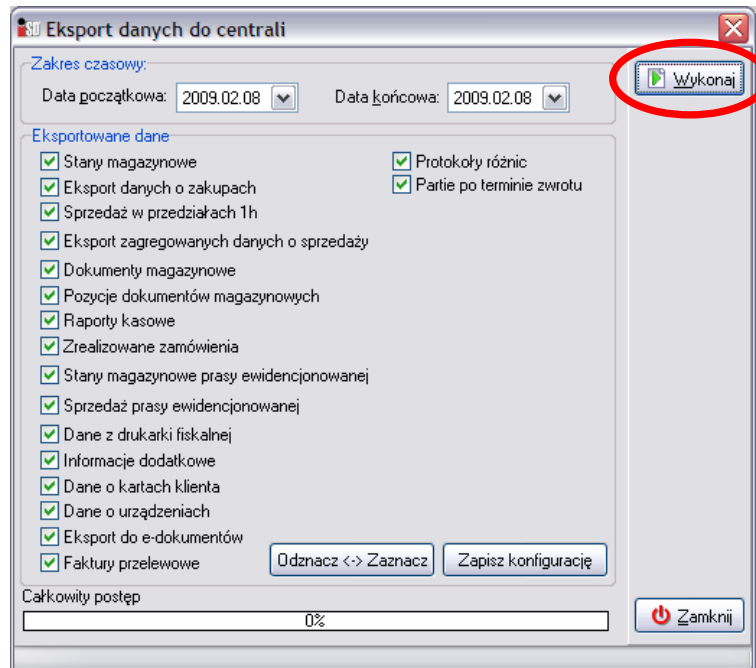 Eksport danych do centrali
Zakres czasowy:
Data początkowa: 2009.02.08 Data końcowa: 2009.02.08
Wykonaj
Eksportowane dane
Stany magazynowe
Eksport danych o zakupach
Sprzedaż w przedziałach 1h
Eksport zagregowanych danych o sprzedaży
Dokumenty magazynowe
Pozycje dokumentów magazynowych
Raporty kasowe
Zrealizowane zamówienia
Stany magazynowe prasy ewidencjonowanej
Sprzedaż prasy ewidencjonowanej
Dane z drukarki fiskalnej
Informacje dodatkowe
Dane o kartach klienta
Dane o urządzeniach
Eksport do e-dokumentów
Faktury przelewowe
Protokoły różnic
Partie po terminie zwrotu
Odznacz <-> Zaznacz Zapisz konfigurację
Całkowity postęp
0%
Zamknij